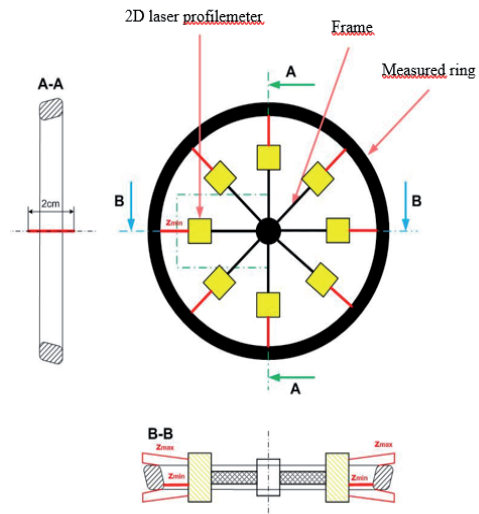 2D laser profilemeter
Frame
A-A
A
Measured ring
B
B
2cm
Zmin
A
B-B
Zmax
Zmax
Zmin
Zmin